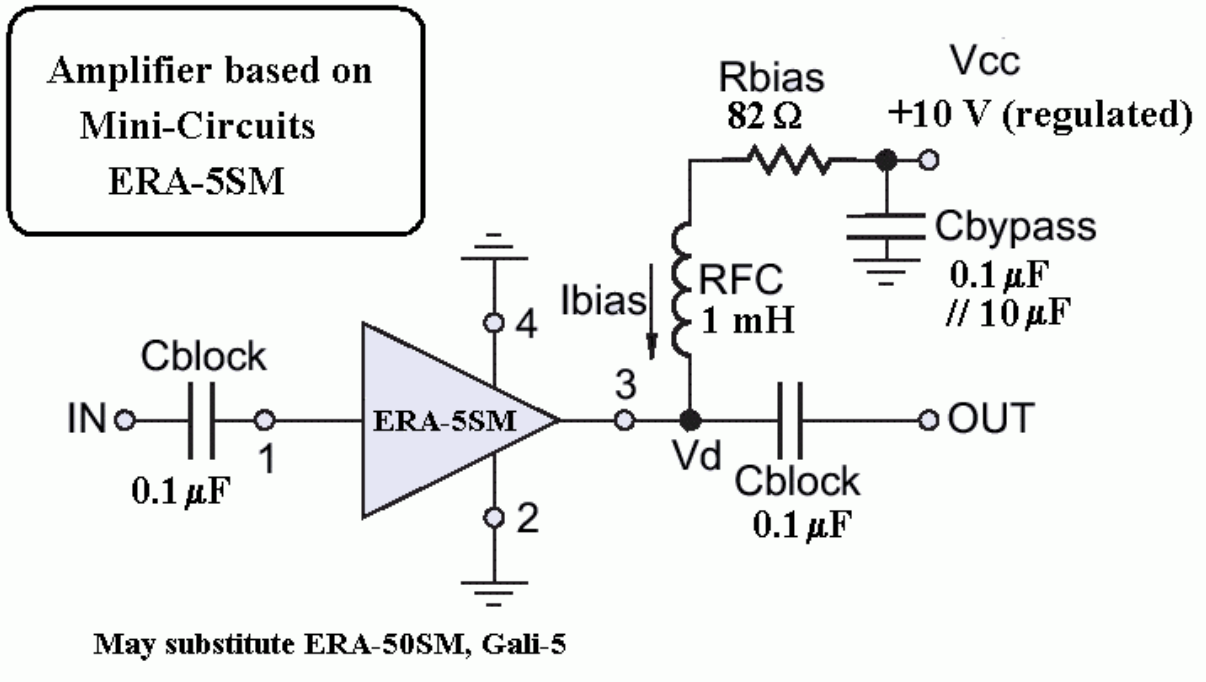 Amplifier based on
Mini-Circuits
ERA-5SM
Rbias
82 Ω
Vcc
+10 V (regulated)
Cbypass
0.1 μF
// 10 μF
Ibias
RFC
1 mH
4
Cblock
3
IN
ERA-5SM
OUT
1
Vd
0.1 μF
Cblock
2
0.1 μF
May substitute ERA-50SM, Gali-5